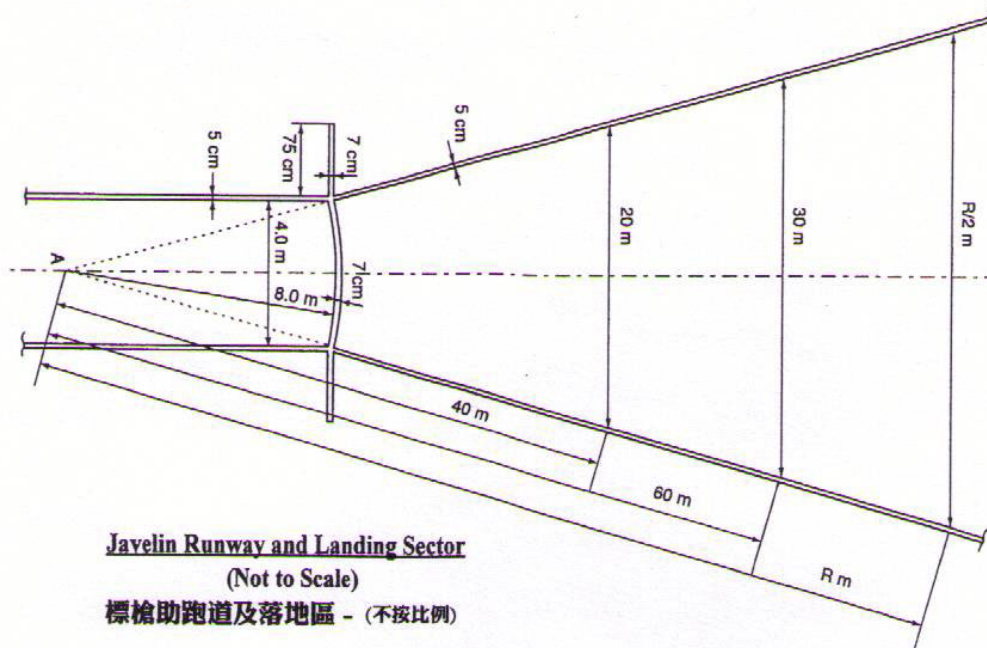 5 cm
75 cm
7 cm
5 cm
4.0 m
20 m
30 m
R/2 m
A
7 cm
8.0 m
40 m
60 m
R m
Javelin Runway and Landing Sector
(Not to Scale)
標槍助跑道及落地區 - (不按比例)